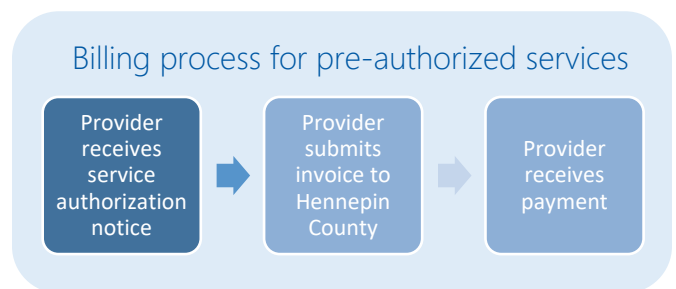 Billing process for pre-authorized services
Provider
receives
service
authorization
notice
Provider
submits
invoice to
Hennepin
County
Provider
receives
payment